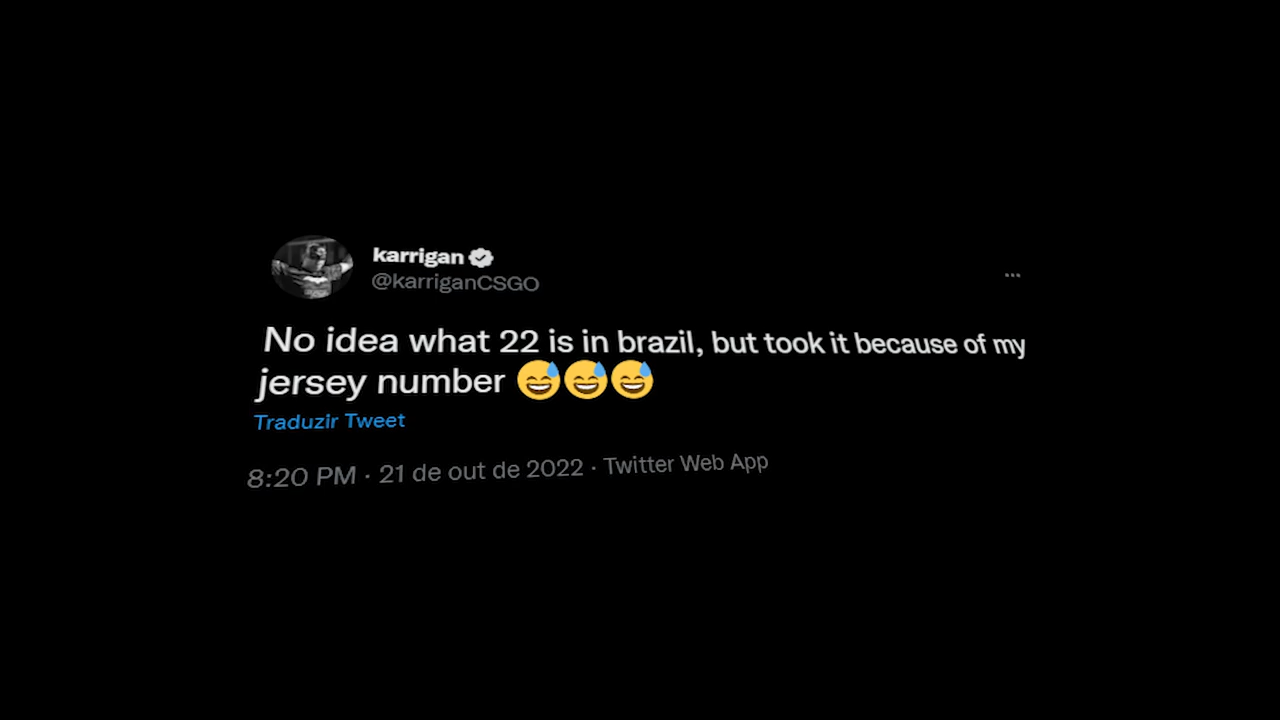 karrigan
@karriganCSGO
...
No idea what 22 is in brazil, but took it because of my
jersey number 😅😅😅
Traduzir Tweet
8:20 PM · 21 de out de 2022 · Twitter Web App